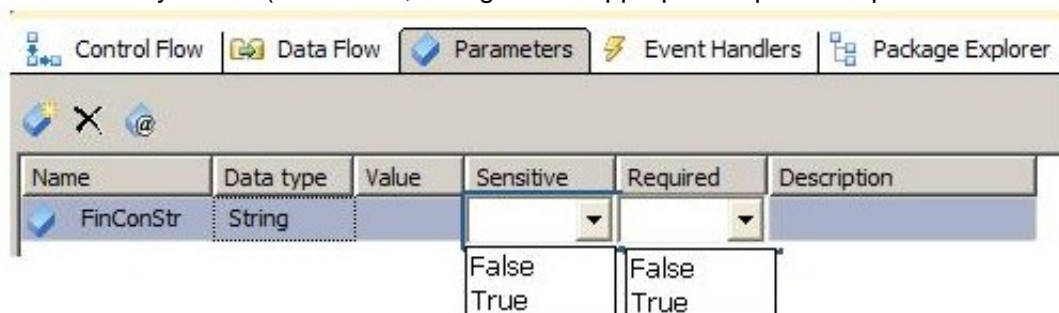 Control Flow Data Flow Parameters Event Handlers Package Explorer
Name Data type Value Sensitive Required Description
FinConStr String
False False
True True